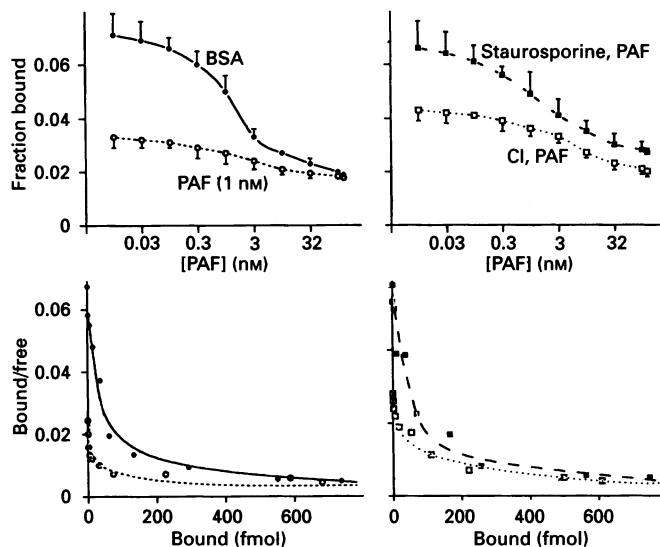 Fraction bound
0.06
0.04
0.02
0
BSA
PAF (1 nM)
0.03 0.3 3 32
[PAF] (nM)
Staurosporine, PAF
CI, PAF
0.03 0.3 3 32
[PAF] (nM)
Bound/free
0.06
0.04
0.02
0
0 200 400 600
Bound (fmol)
0 200 400 600
Bound (fmol)